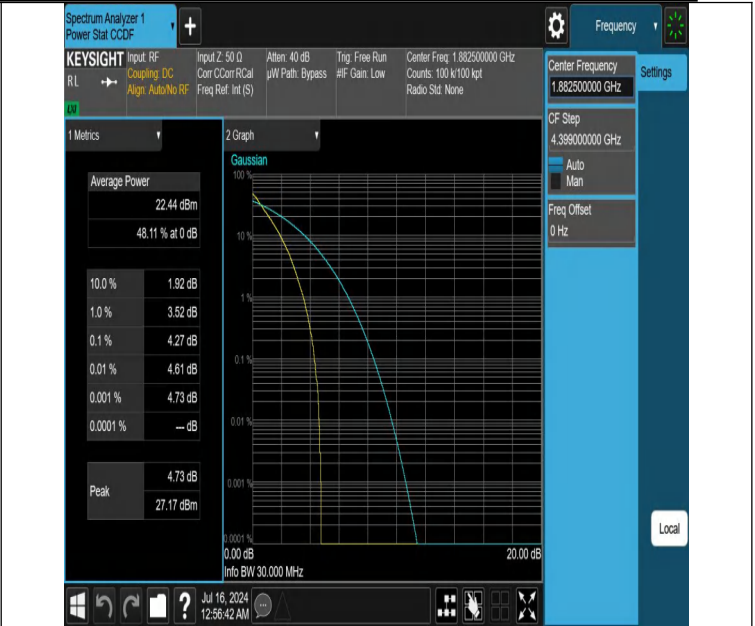 Spectrum Analyzer 1
Power Stat CCDF
+
Frequency
KEYSIGHT
RL
Input: RF
Coupling: DC
Align: Auto/No RF
Input Z: 50 Ω
Corr CCorr RCal
Freq Ref: Int (S)
Atten: 40 dB
µW Path: Bypass
Trig: Free Run
#IF Gain: Low
Center Freq: 1.882500000 GHz
Counts: 100 k/100 kpt
Radio Std: None
Center Frequency
1.882500000 GHz
Settings
CF Step
4.399000000 GHz
Auto
Man
Freq Offset
0 Hz
1 Metrics
Average Power
22.44 dBm
48.11 % at 0 dB
10.0 % 1.92 dB
1.0 % 3.52 dB
0.1 % 4.27 dB
0.01 % 4.61 dB
0.001 % 4.73 dB
0.0001 % --- dB
Peak
4.73 dB
27.17 dBm
2 Graph
Gaussian
100 %
10 %
1 %
0.1 %
0.01 %
0.001 %
0.0001 %
0.00 dB 20.00 dB
Info BW 30.000 MHz
Local
?
Jul 16, 2024
12:56:42 AM